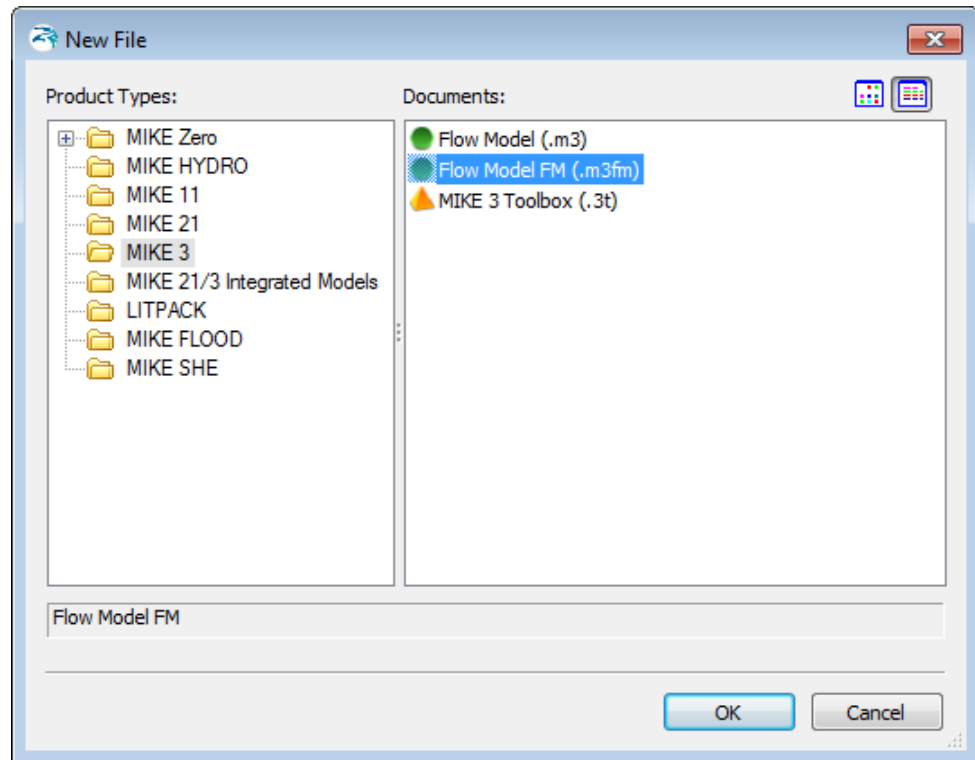 New File
Product Types:
MIKE Zero
MIKE HYDRO
MIKE 11
MIKE 21
MIKE 3
MIKE 21/3 Integrated Models
LITPACK
MIKE FLOOD
MIKE SHE
Documents:
Flow Model (.m3)
Flow Model FM (.m3fm)
MIKE 3 Toolbox (.3t)
Flow Model FM
OK Cancel